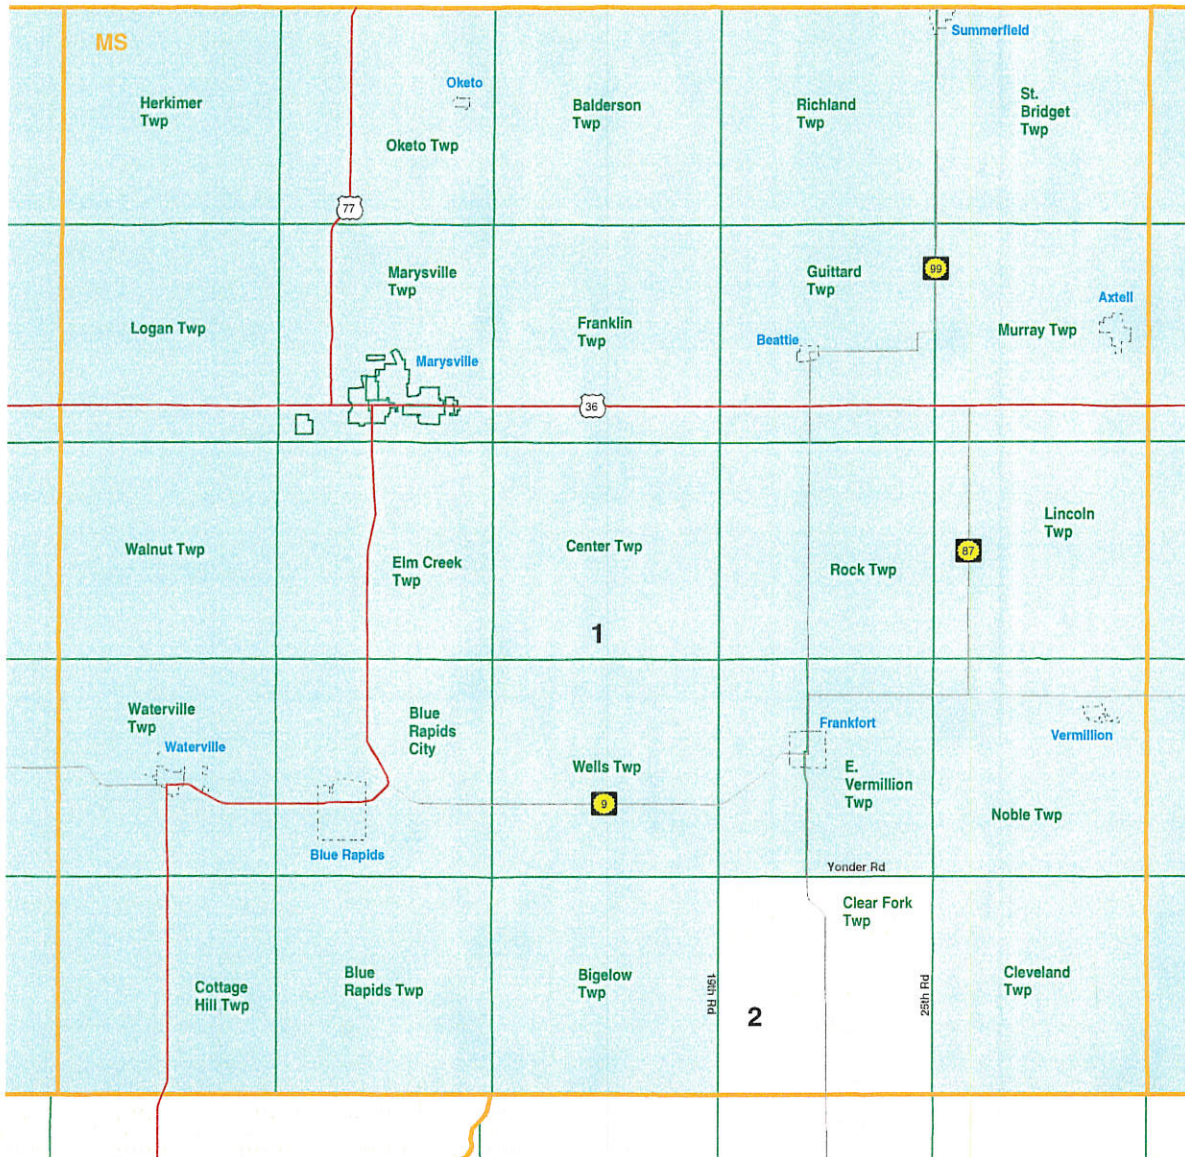 Summerfield
MS
Oketo
Herkimer
Twp
Balderson
Twp
Richland
Twp
St.
Bridget
Twp
Oketo Twp
77
Marysville
Twp
Guittard
Twp
99
Axtell
Logan Twp
Franklin
Twp
Murray Twp
Beattie
Marysville
36
Lincoln
Twp
Walnut Twp
Center Twp
Elm Creek
Twp
87
Rock Twp
1
Waterville
Twp
Blue
Rapids
City
Frankfort
Vermillion
Waterville
Wells Twp
E.
Vermillion
Twp
9
Noble Twp
Blue Rapids
Yonder Rd
Clear Fork
Twp
Cottage
Hill Twp
Blue
Rapids Twp
Bigelow
Twp
19th Rd
25th Rd
Cleveland
Twp
2